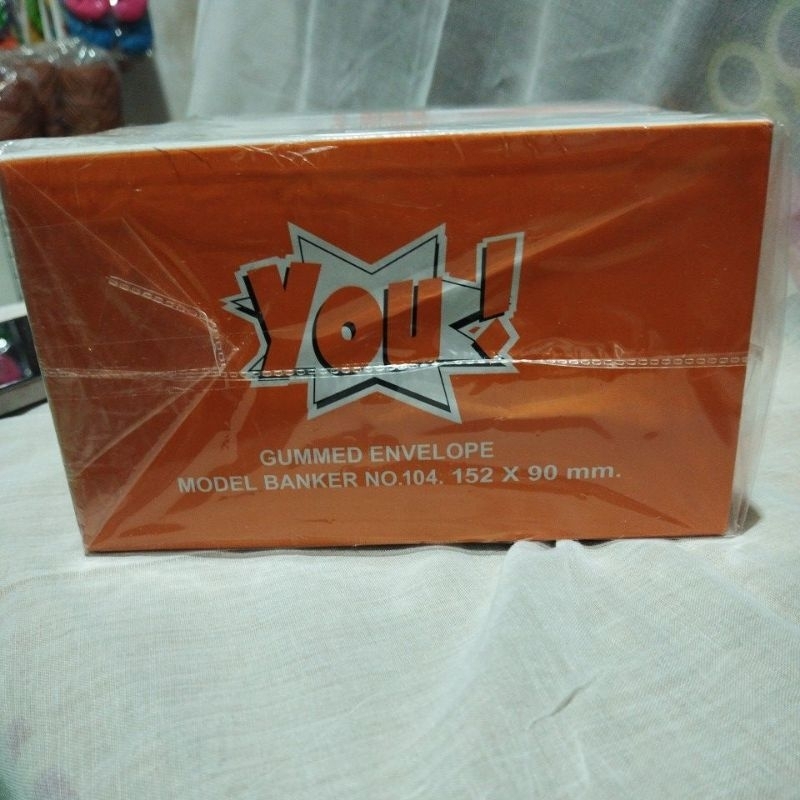 YOU!
GUMMED ENVELOPE
MODEL BANKER NO.104. 152 X 90 mm.